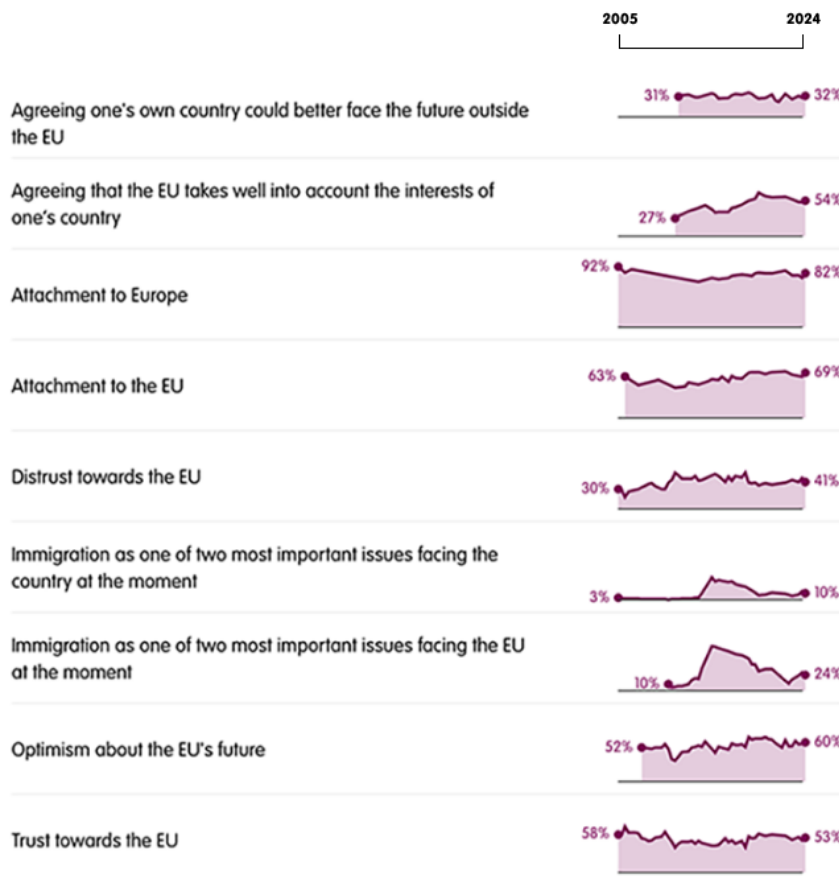 2005 2024
31% 32%
Agreeing one's own country could better face the future outside
the EU
Agreeing that the EU takes well into account the interests of
one's country
27% 54%
92% 82%
Attachment to Europe
63% 69%
Attachment to the EU
Distrust towards the EU
30% 41%
Immigration as one of two most important issues facing the
country at the moment
3% 10%
Immigration as one of two most important issues facing the EU
at the moment
10% 24%
Optimism about the EU's future
52% 60%
Trust towards the EU
58% 53%